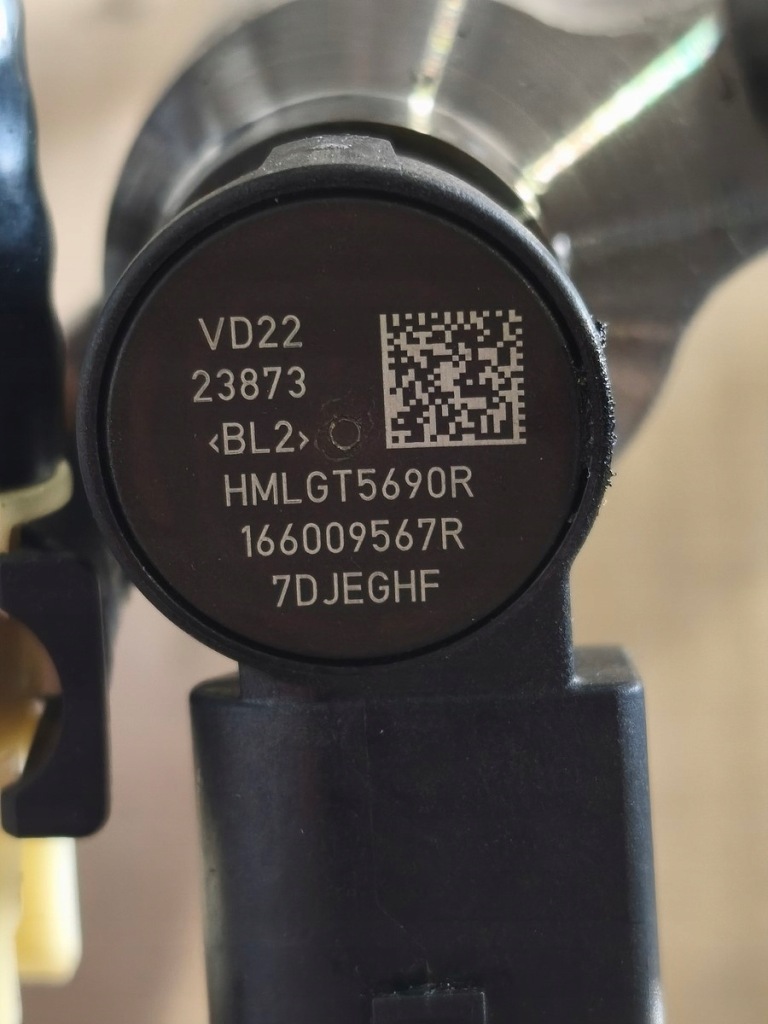 VD22
23873
‹BL2›
HMLGT5690R
166009567R
7DJEGHF